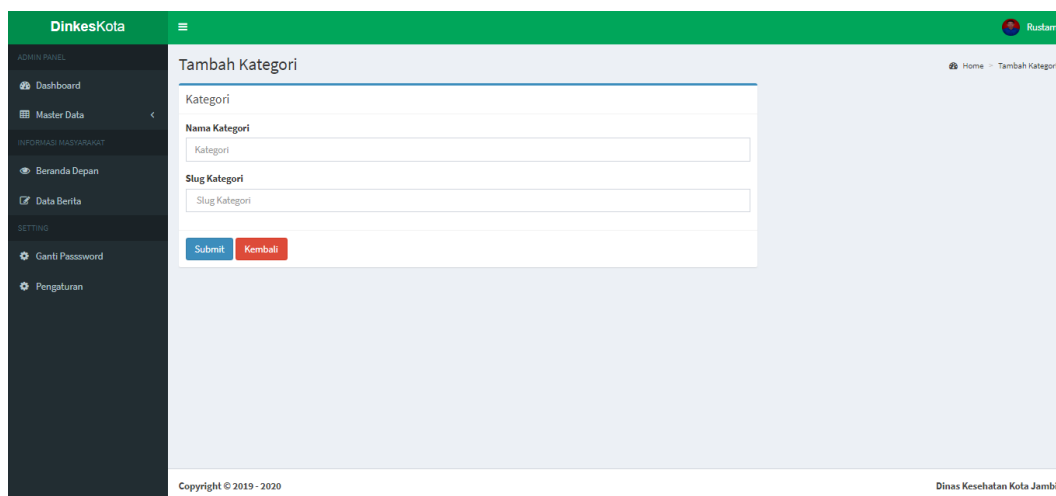 DinkesKota
Rustam
ADMIN PANEL
Dashboard
Master Data
INFORMASI MASYARAKAT
Beranda Depan
Data Berita
SETTING
Ganti Passsword
Pengaturan
Tambah Kategori
Home > Tambah Kategori
Kategori
Nama Kategori
Kategori
Slug Kategori
Slug Kategori
Submit Kembali
Copyright © 2019 - 2020
Dinas Kesehatan Kota Jambi